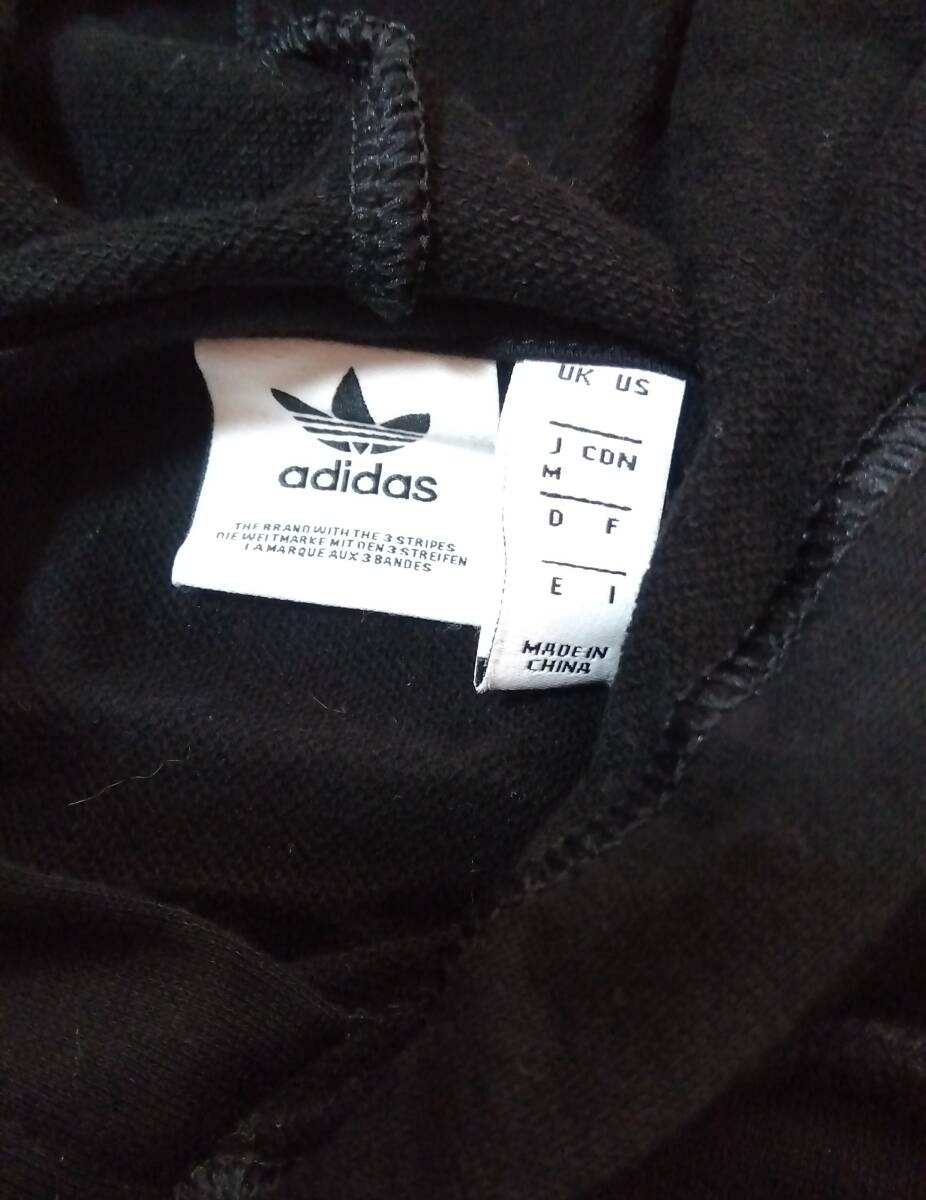 adidas
THE BRAND WITH THE 3 STRIPES
DIE WELTMARKE MIT DEN 3 STREIFEN
LA MARQUE AUX 3 BANDES
UK US
J CDN
M
D F
E I
MADE IN
CHINA